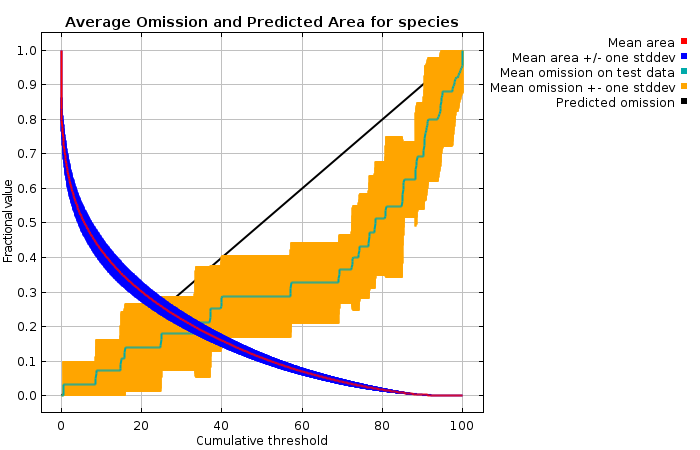 Average Omission and Predicted Area for species
Mean area
Mean area +/- one stddev
Mean omission on test data
Mean omission +- one stddev
Predicted omission
Fractional value
1.0
0.9
0.8
0.7
0.6
0.5
0.4
0.3
0.2
0.1
0.0
0 20 40 60 80 100
Cumulative threshold